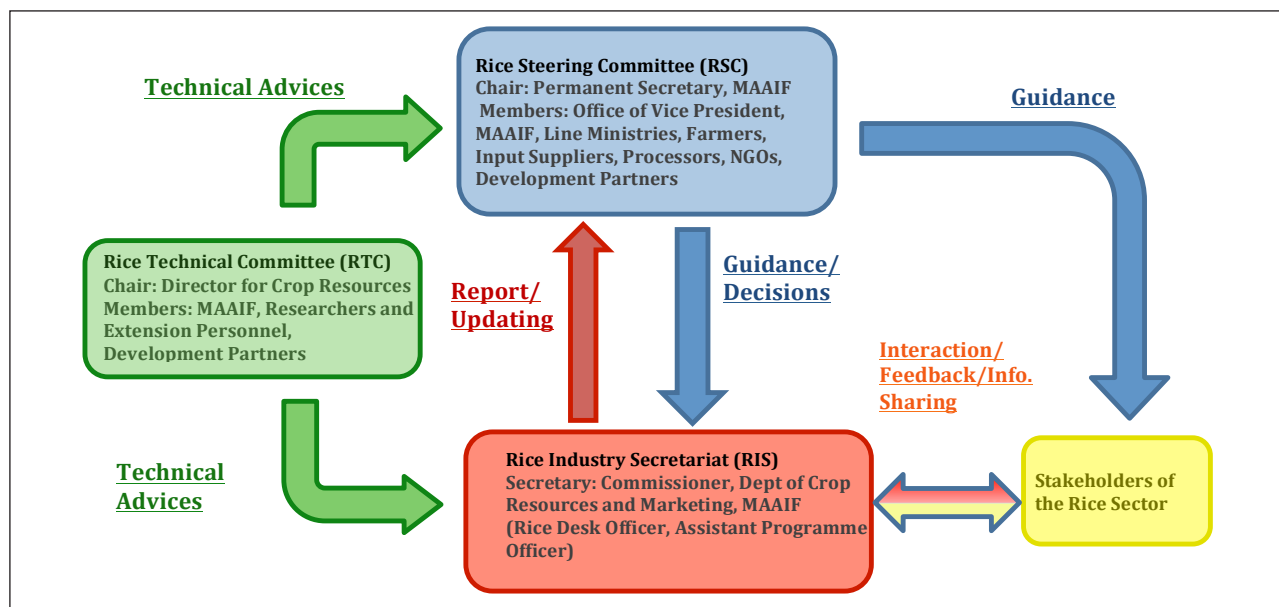 Technical Advices
Rice Steering Committee (RSC)
Chair: Permanent Secretary, MAAIF
Members: Office of Vice President,
MAAIF, Line Ministries, Farmers,
Input Suppliers, Processors, NGOs,
Development Partners
Guidance
Rice Technical Committee (RTC)
Chair: Director for Crop Resources
Members: MAAIF, Researchers and
Extension Personnel,
Development Partners
Report/
Updating
Guidance/
Decisions
Interaction/
Feedback/Info.
Sharing
Technical
Advices
Rice Industry Secretariat (RIS)
Secretary: Commissioner, Dept of Crop
Resources and Marketing, MAAIF
(Rice Desk Officer, Assistant Programme
Officer)
Stakeholders of
the Rice Sector